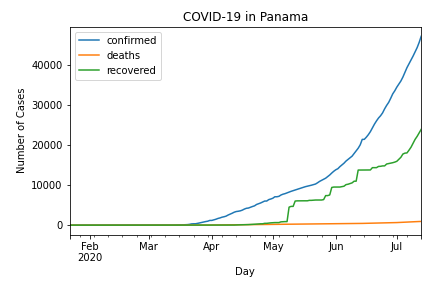 COVID-19 in Panama
confirmed
deaths
recovered
Number of Cases
40000
30000
20000
10000
0
Feb Mar Apr May Jun Jul
2020
Day